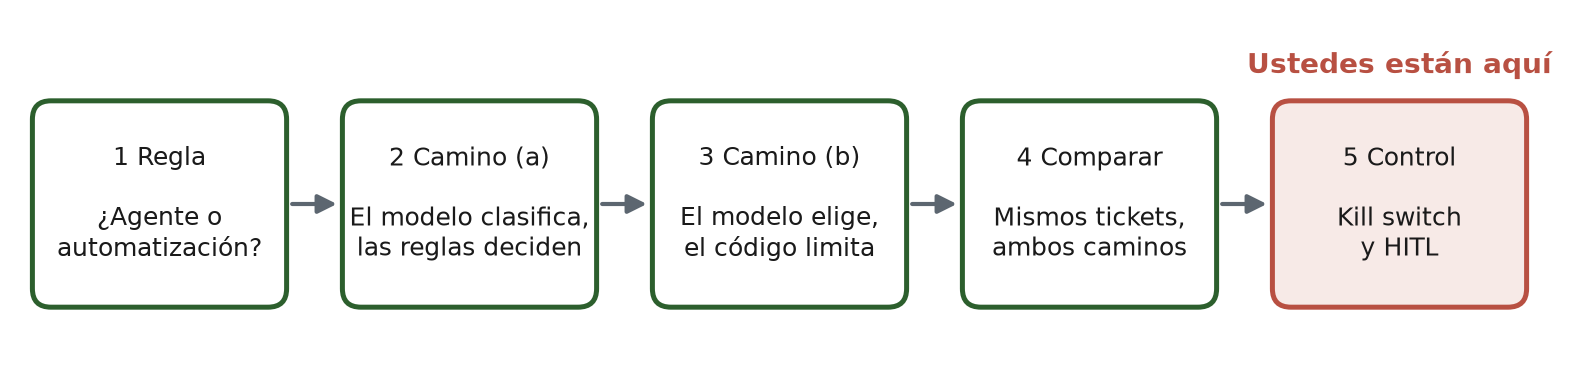 Ustedes están aquí
1 Regla
¿Agente o
automatización?
2 Camino (a)
El modelo clasifica,
las reglas deciden
3 Camino (b)
El modelo elige,
el código limita
4 Comparar
Mismos tickets,
ambos caminos
5 Control
Kill switch
y HITL